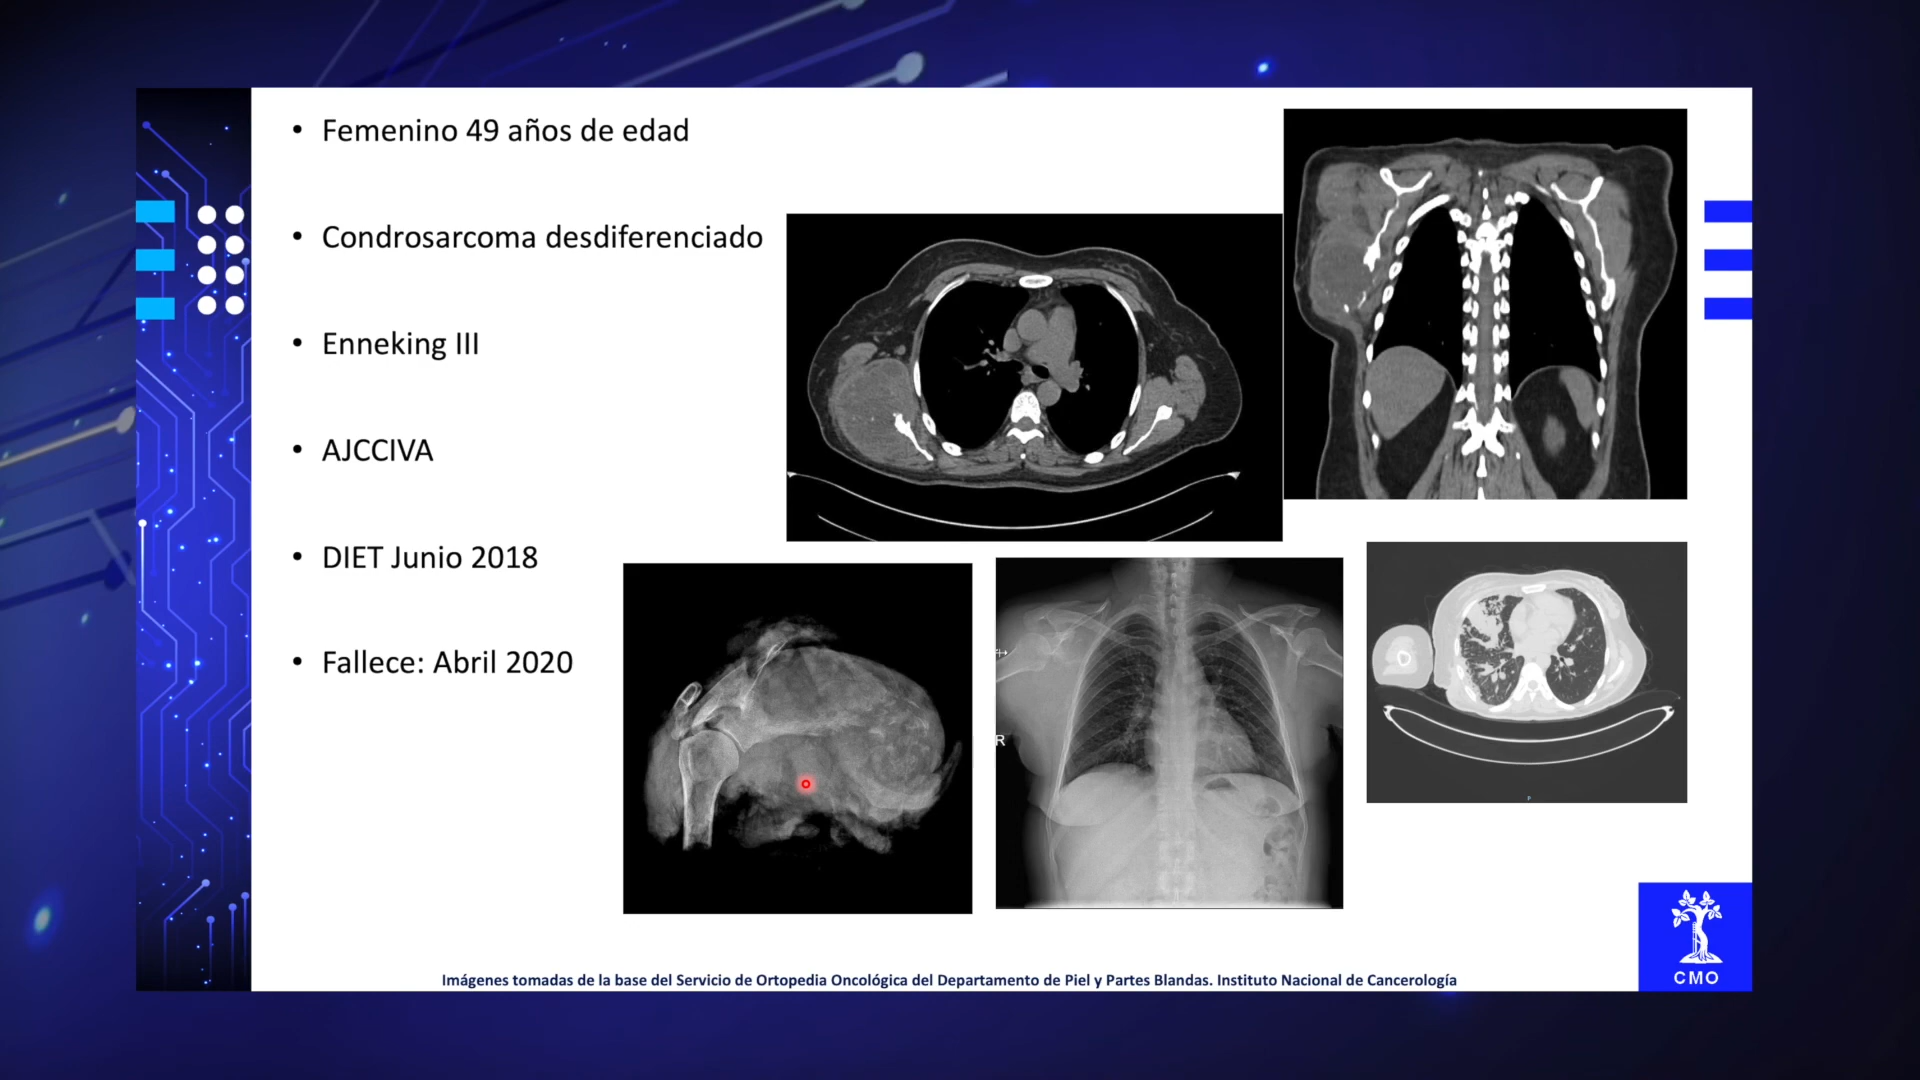 • Femenino 49 años de edad
• Condrosarcoma desdiferenciado
• Enneking III
• AJCCIVA
• DIET Junio 2018
• Fallece: Abril 2020
R
CMO
Imágenes tomadas de la base del Servicio de Ortopedia Oncológica del Departamento de Piel y Partes Blandas. Instituto Nacional de Cancerología